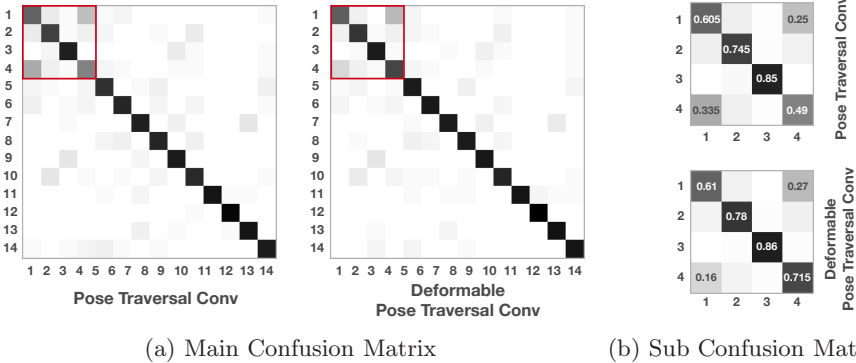 1
2
3
4
5
6
7
8
9
10
11
12
13
14
1 2 3 4 5 6 7 8 9 10 11 12 13 14
Pose Traversal Conv
1
2
3
4
5
6
7
8
9
10
11
12
13
14
1 2 3 4 5 6 7 8 9 10 11 12 13 14
Deformable
Pose Traversal Conv
(a) Main Confusion Matrix
1 0.605 0.25
2 0.745
3 0.85
4 0.335 0.49
1 2 3 4
Pose Traversal Conv
1 0.61 0.27
2 0.78
3 0.86
4 0.16 0.715
1 2 3 4
Deformable
Pose Traversal Conv
(b) Sub Confusion Mat